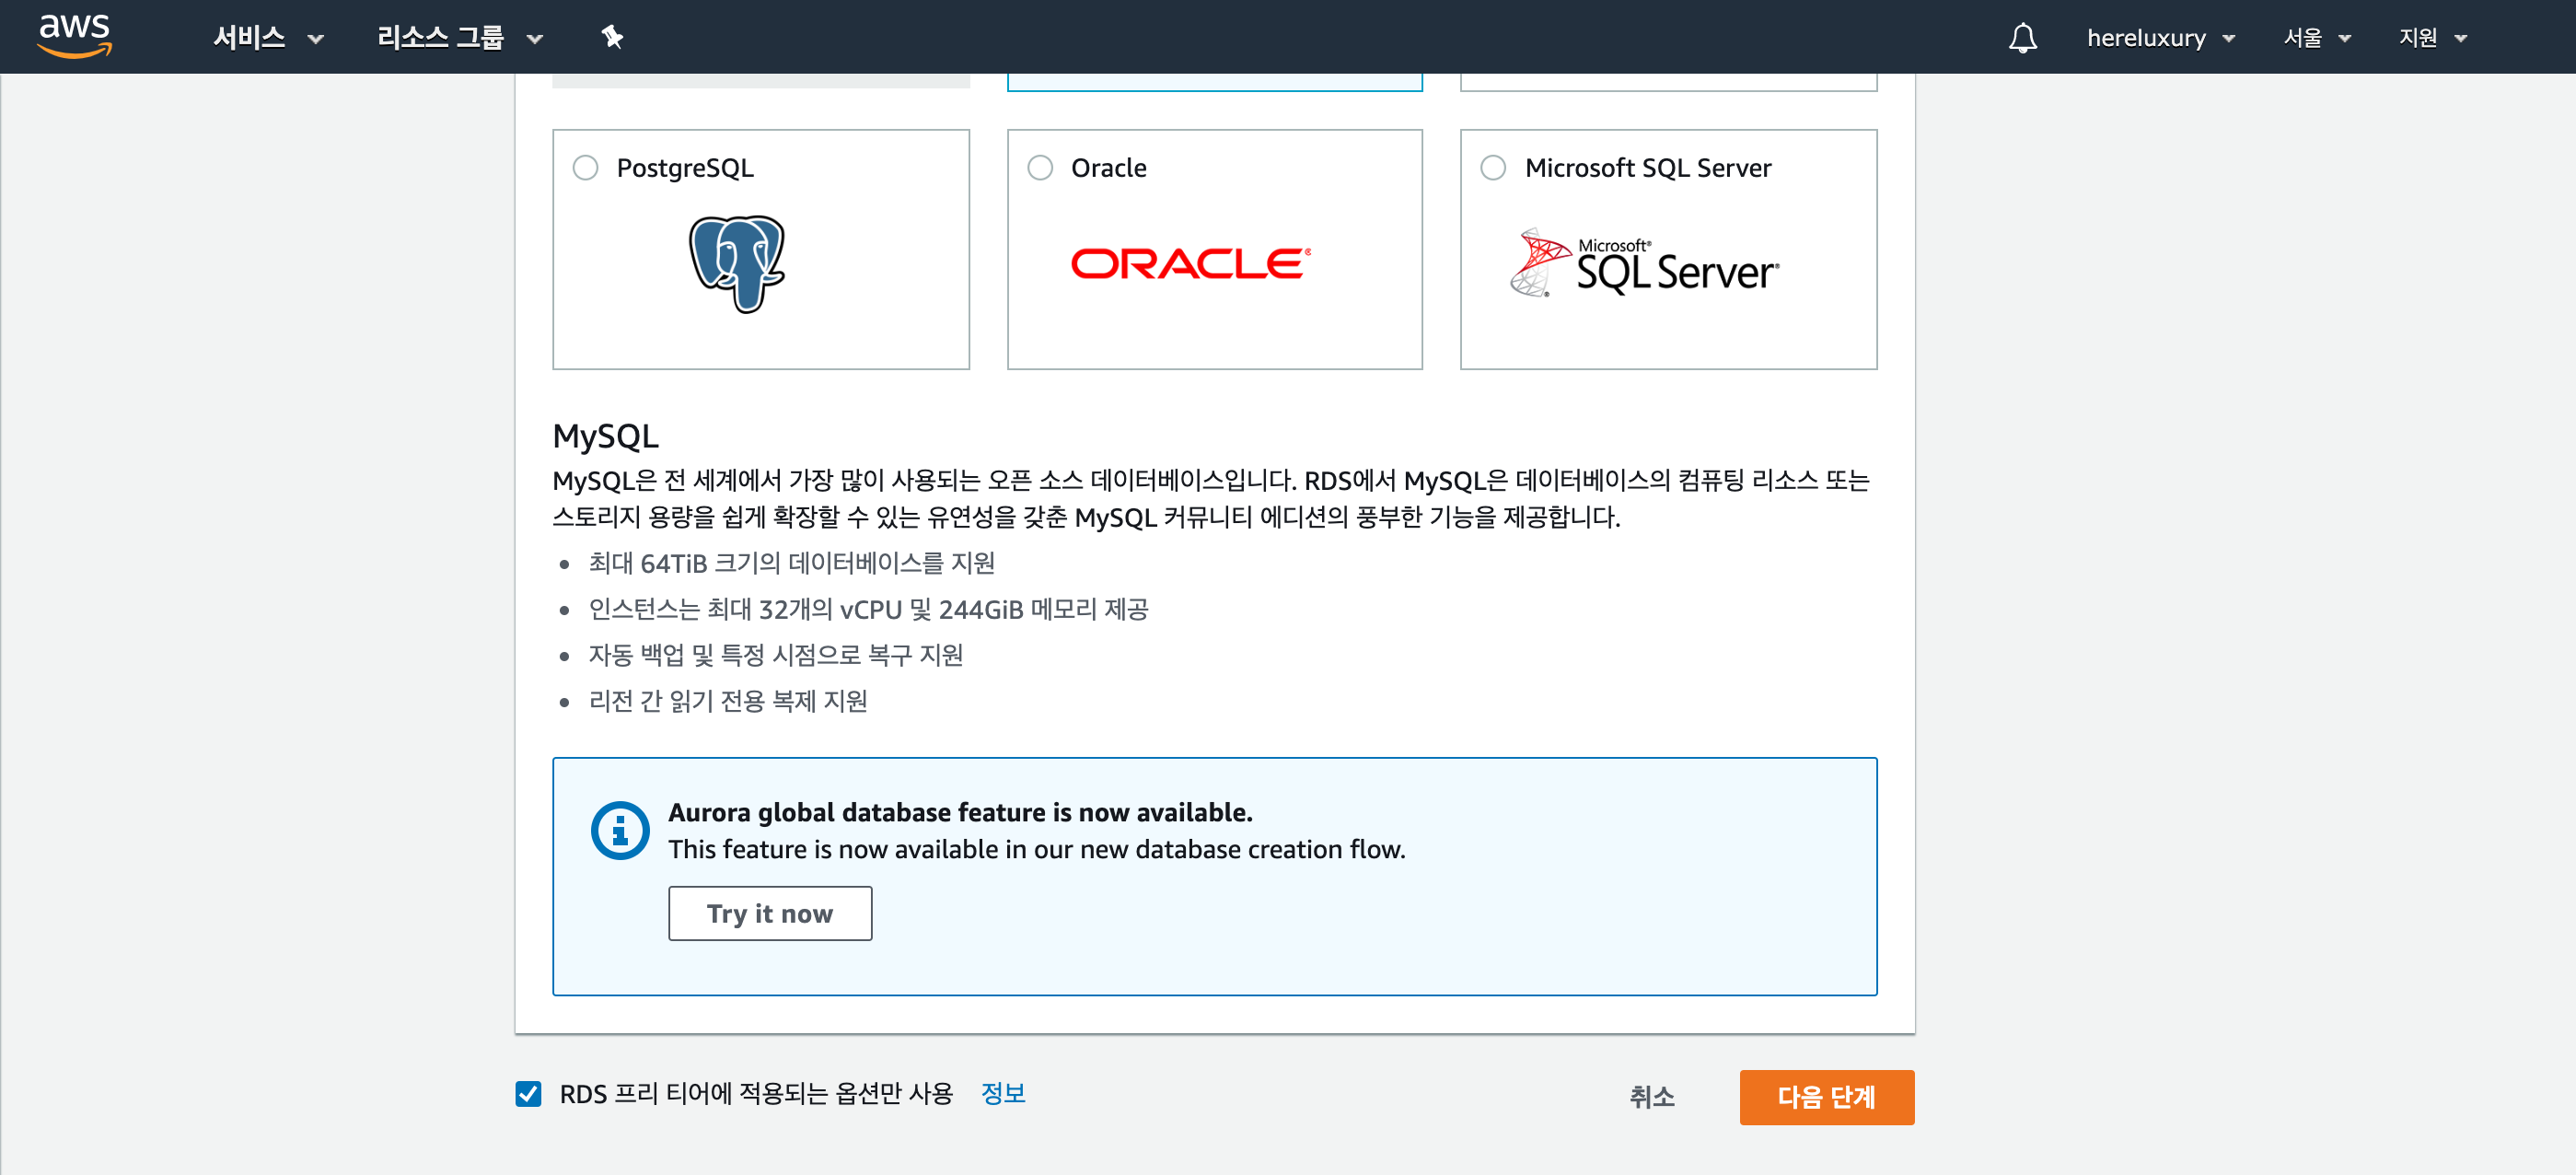 aws
서비스
리소스 그룹
hereluxury
서울
지원
PostgreSQL
Oracle
Microsoft SQL Server
ORACLE
Microsoft®
SQL Server®
MySQL
MySQL은 전 세계에서 가장 많이 사용되는 오픈 소스 데이터베이스입니다. RDS에서 MySQL은 데이터베이스의 컴퓨팅 리소스 또는
스토리지 용량을 쉽게 확장할 수 있는 유연성을 갖춘 MySQL 커뮤니티 에디션의 풍부한 기능을 제공합니다.
• 최대 64TiB 크기의 데이터베이스를 지원
• 인스턴스는 최대 32개의 vCPU 및 244GiB 메모리 제공
• 자동 백업 및 특정 시점으로 복구 지원
• 리전 간 읽기 전용 복제 지원
Aurora global database feature is now available.
This feature is now available in our new database creation flow.
Try it now
RDS 프리 티어에 적용되는 옵션만 사용 정보
취소
다음 단계